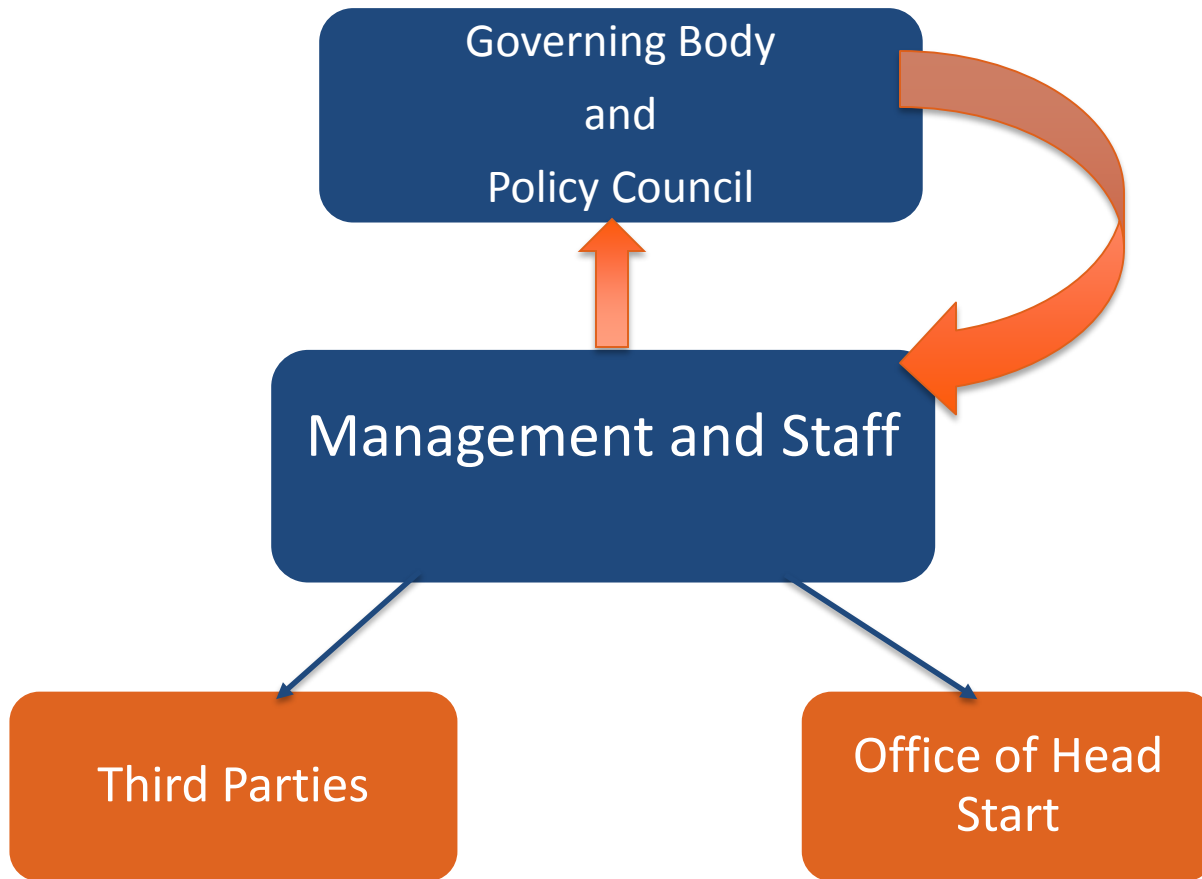 Governing Body
and
Policy Council
Management and Staff
Third Parties
Office of Head
Start